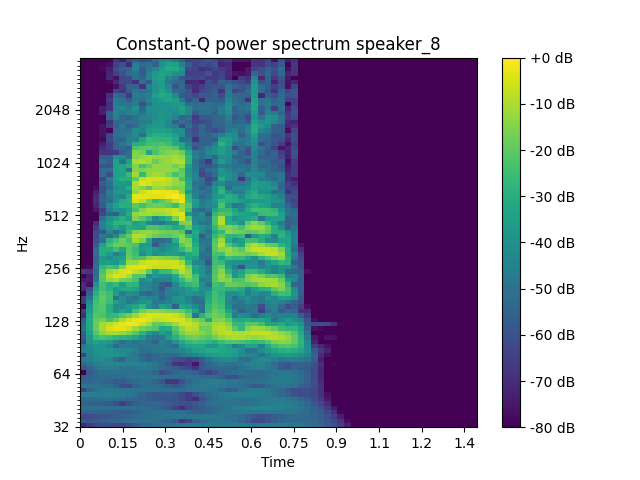 Constant-Q power spectrum speaker_8
Hz
2048
1024
512
256
128
64
32
0 0.15 0.3 0.45 0.6 0.75 0.9 1.1 1.2 1.4
Time
+0 dB
-10 dB
-20 dB
-30 dB
-40 dB
-50 dB
-60 dB
-70 dB
-80 dB